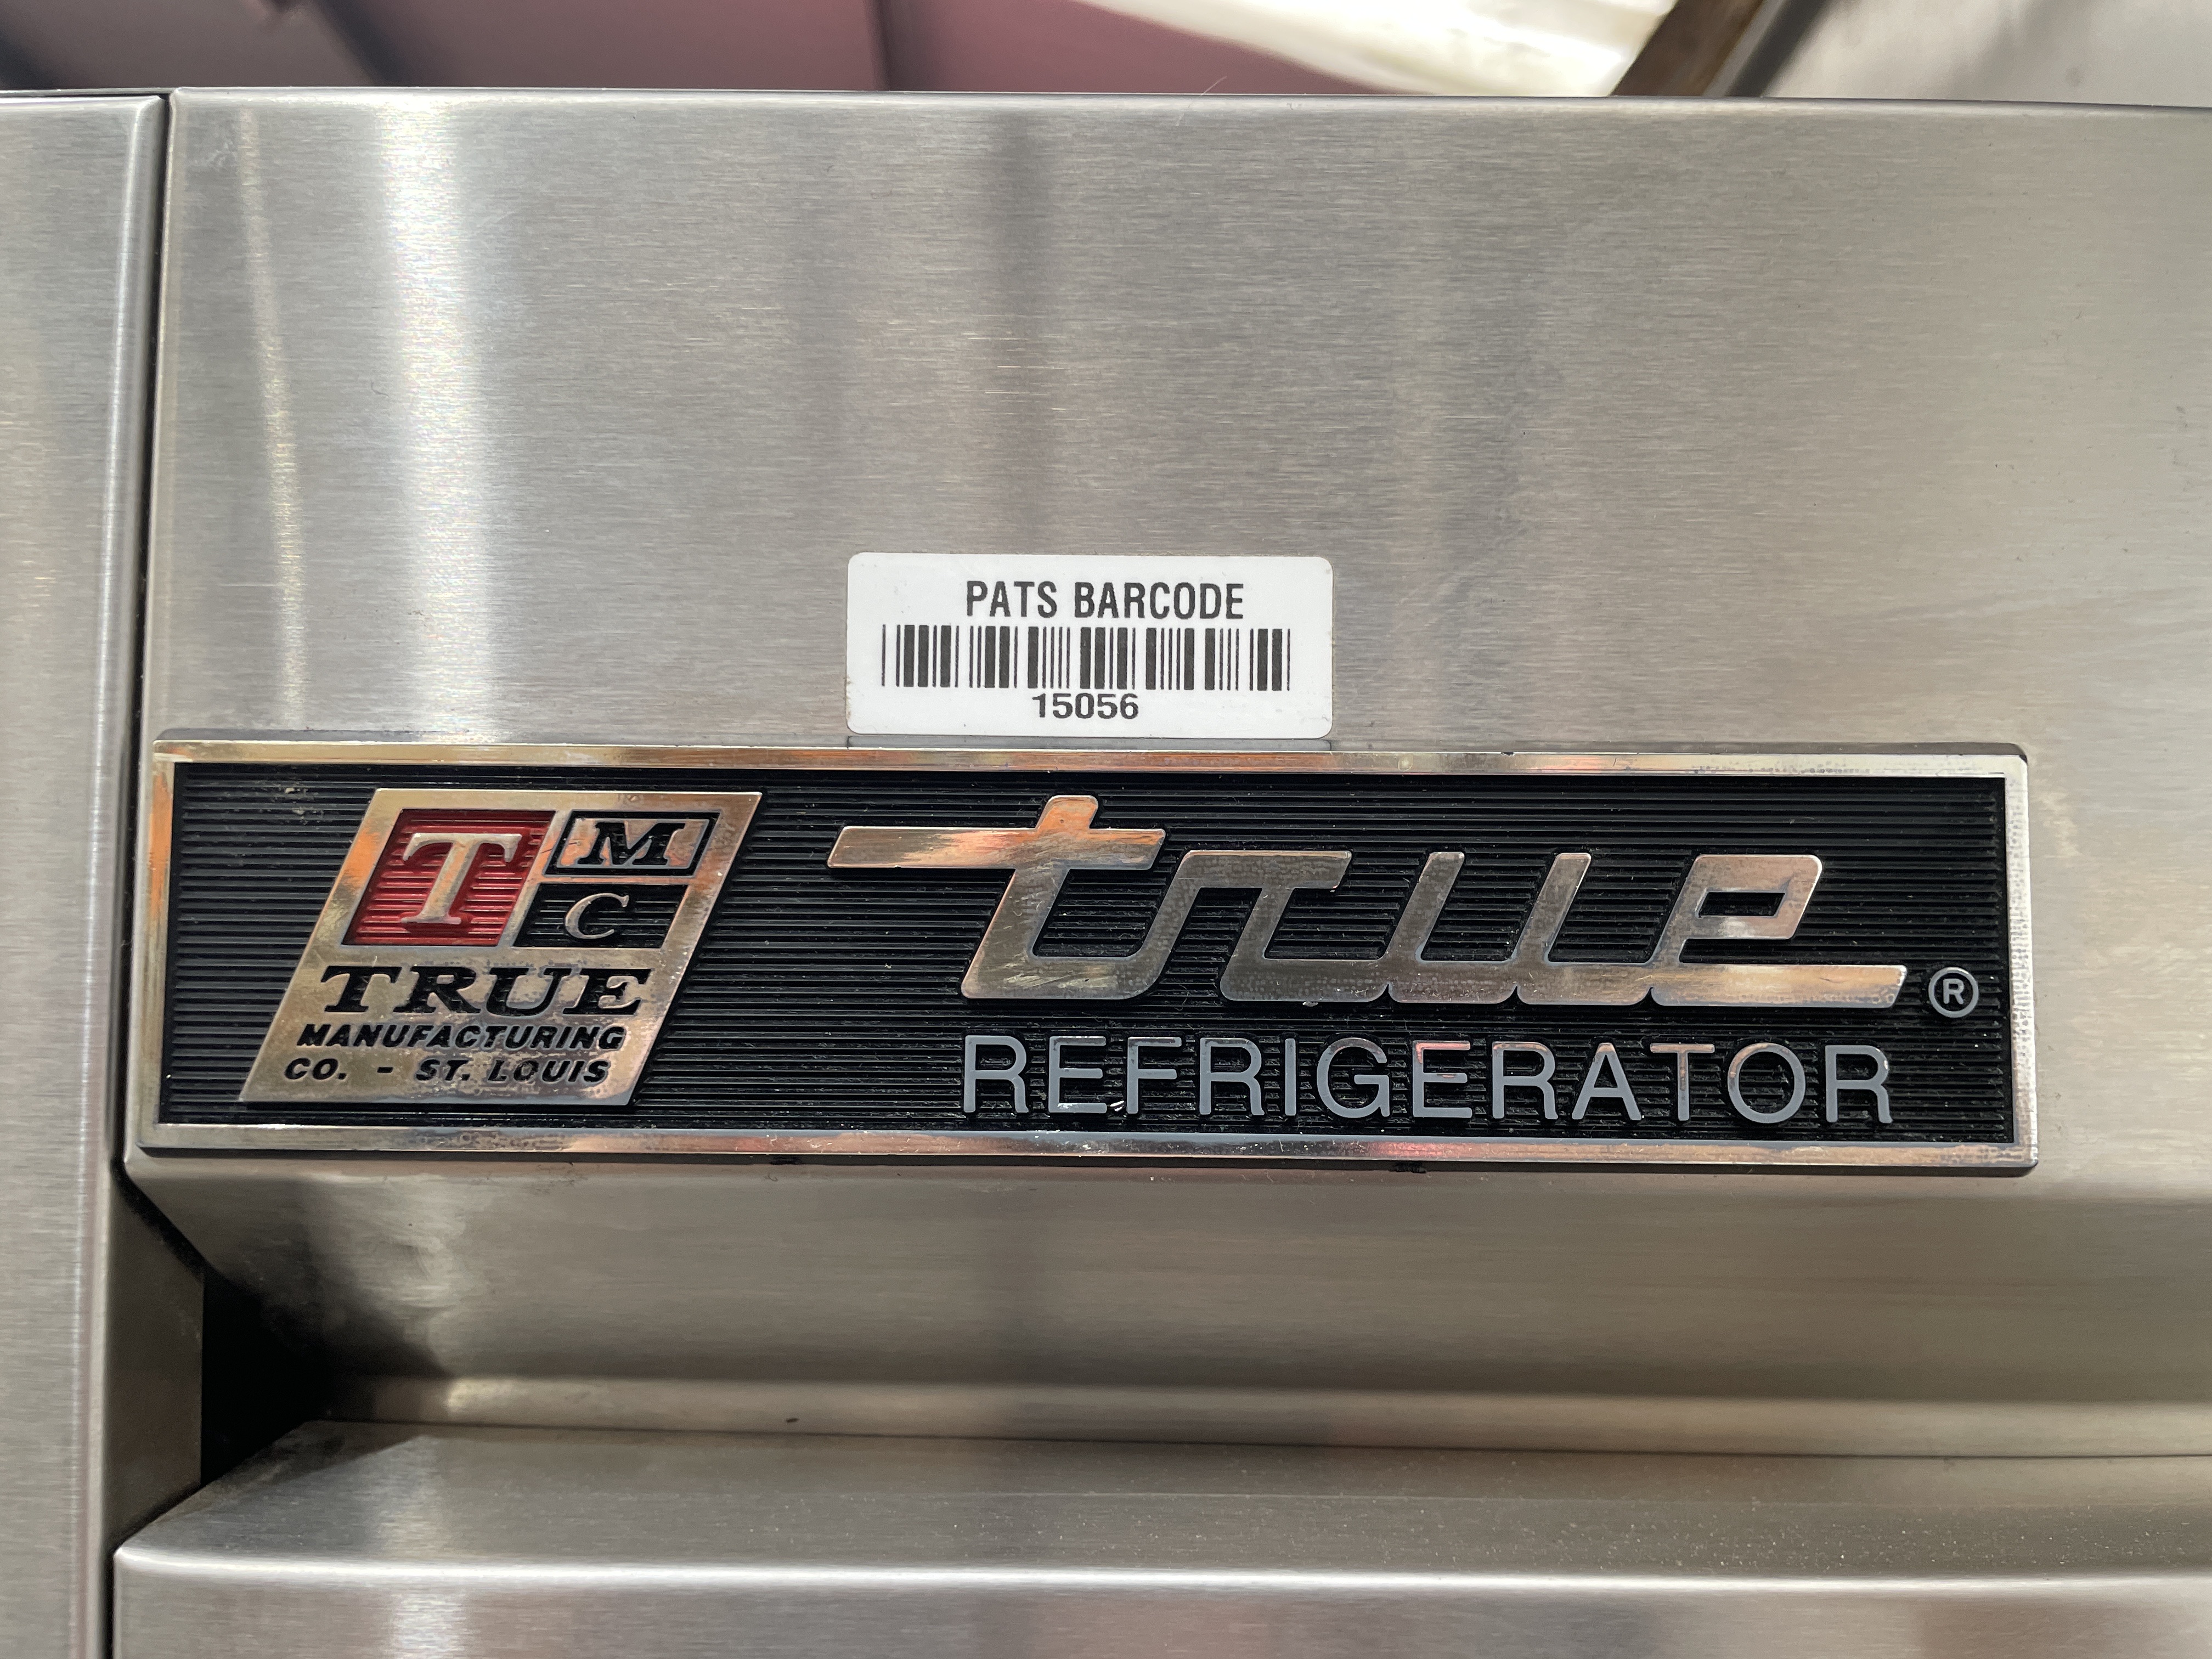 PATS BARCODE
15056
T M
C
TRUE
MANUFACTURING
CO. - ST. LOUIS
true ®
REFRIGERATOR